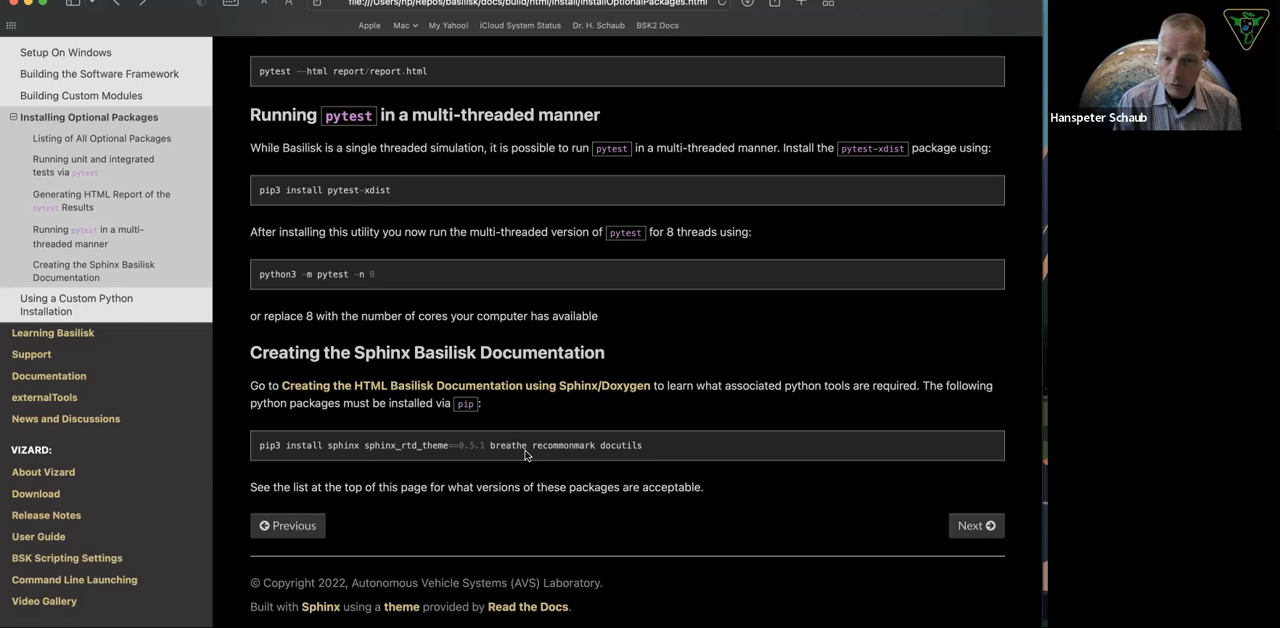 file:///Users/hp/Repos/basilisk/docs/build/html/Install/installOptionalPackages.html
Apple
Mac
My Yahoo!
iCloud System Status
Dr. H. Schaub
BSK2 Docs
Setup On Windows
Building the Software Framework
Building Custom Modules
Installing Optional Packages
Listing of All Optional Packages
Running unit and integrated
tests via pytest
Generating HTML Report of the
pytest Results
Running pytest in a multi-
threaded manner
Creating the Sphinx Basilisk
Documentation
Using a Custom Python
Installation
Learning Basilisk
Support
Documentation
externalTools
News and Discussions
VIZARD:
About Vizard
Download
Release Notes
User Guide
BSK Scripting Settings
Command Line Launching
Video Gallery
pytest --html report/report.html
Running pytest in a multi-threaded manner
While Basilisk is a single threaded simulation, it is possible to run pytest in a multi-threaded manner. Install the pytest-xdist package using:
pip3 install pytest-xdist
After installing this utility you now run the multi-threaded version of pytest for 8 threads using:
python3 -m pytest -n 8
or replace 8 with the number of cores your computer has available
Creating the Sphinx Basilisk Documentation
Go to Creating the HTML Basilisk Documentation using Sphinx/Doxygen to learn what associated python tools are required. The following
python packages must be installed via pip:
pip3 install sphinx sphinx_rtd_theme==0.5.1 breathe recommonmark docutils
See the list at the top of this page for what versions of these packages are acceptable.
Previous
Next
© Copyright 2022, Autonomous Vehicle Systems (AVS) Laboratory.
Built with Sphinx using a theme provided by Read the Docs.
Hanspeter Schaub